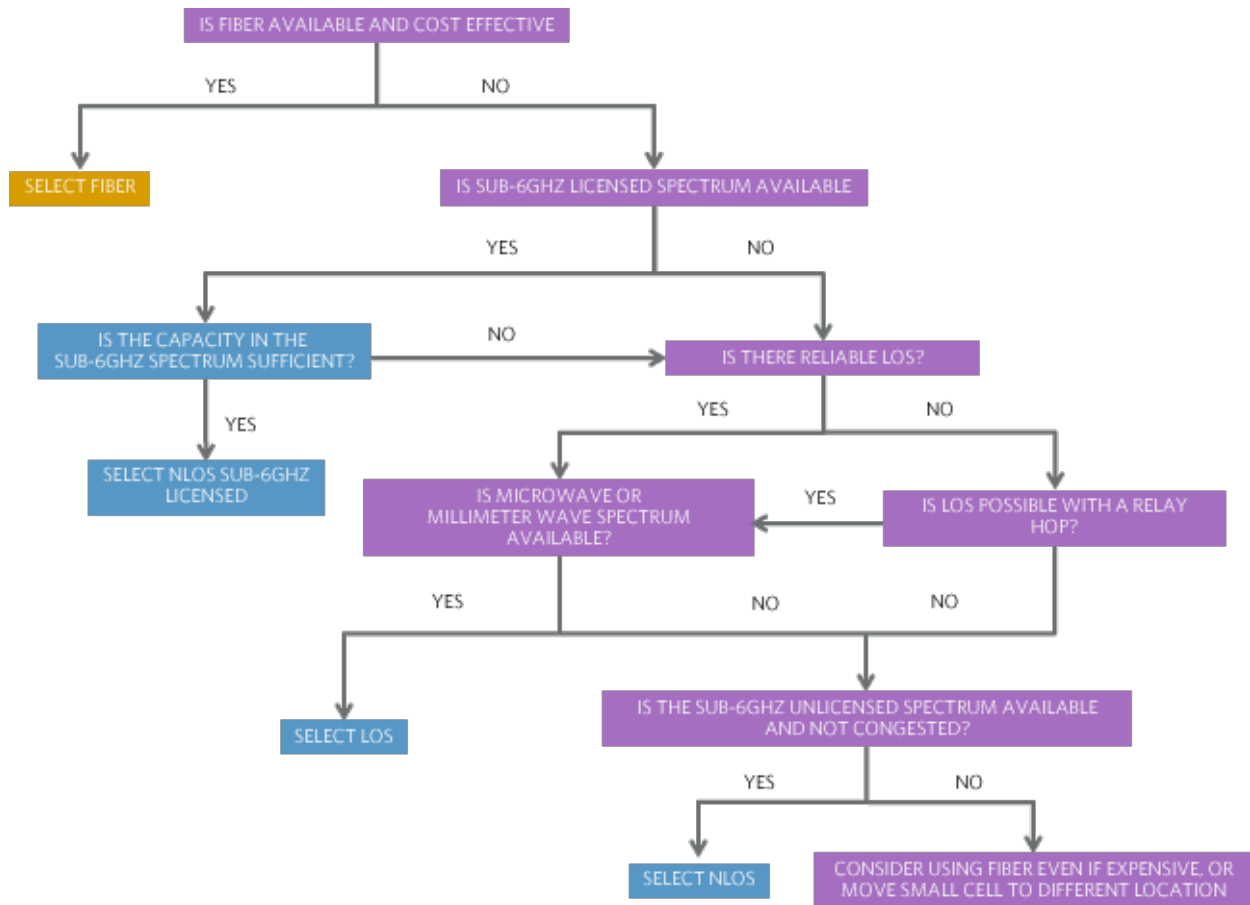 IS FIBER AVAILABLE AND COST EFFECTIVE
YES
NO
SELECT FIBER
IS SUB-6GHZ LICENSED SPECTRUM AVAILABLE
YES
NO
IS THE CAPACITY IN THE
SUB-6GHZ SPECTRUM SUFFICIENT?
NO
IS THERE RELIABLE LOS?
YES
YES
NO
SELECT NLOS SUB-6GHZ
LICENSED
IS MICROWAVE OR
MILLIMETER WAVE SPECTRUM
AVAILABLE?
YES
IS LOS POSSIBLE WITH A RELAY
HOP?
YES
NO
NO
SELECT LOS
IS THE SUB-6GHZ UNLICENSED SPECTRUM AVAILABLE
AND NOT CONGESTED?
YES
NO
SELECT NLOS
CONSIDER USING FIBER EVEN IF EXPENSIVE, OR
MOVE SMALL CELL TO DIFFERENT LOCATION